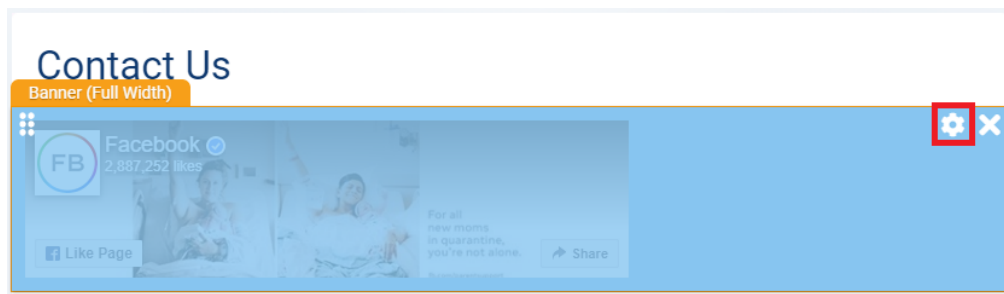 Contact Us
Banner (Full Width)
FB
Facebook
2,887,252 likes
For all
new moms
in quarantine,
you're not alone.
Like Page
Share